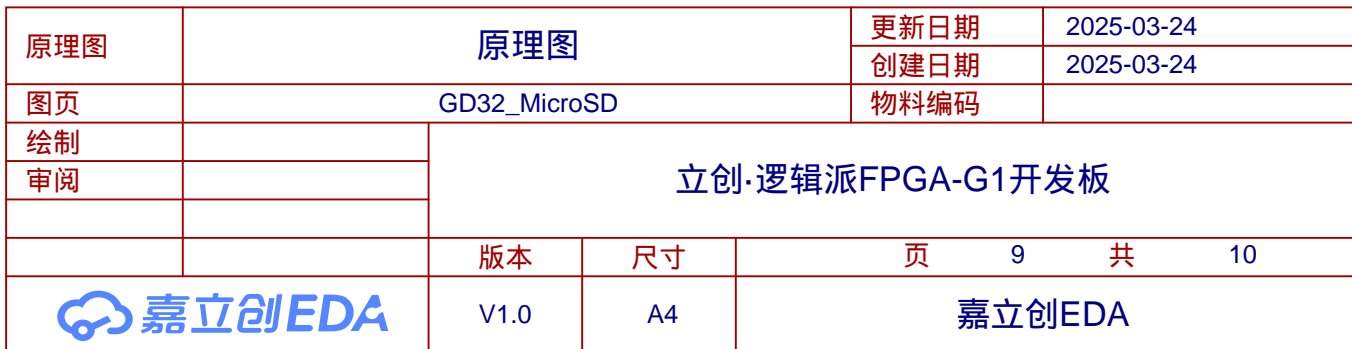 原理图 原理图 更新日期 2025-03-24
创建日期 2025-03-24
图页 GD32_MicroSD 物料编码
绘制
审阅
立创·逻辑派FPGA-G1开发板
版本 尺寸 页 9 共 10
嘉立创EDA V1.0 A4 嘉立创EDA